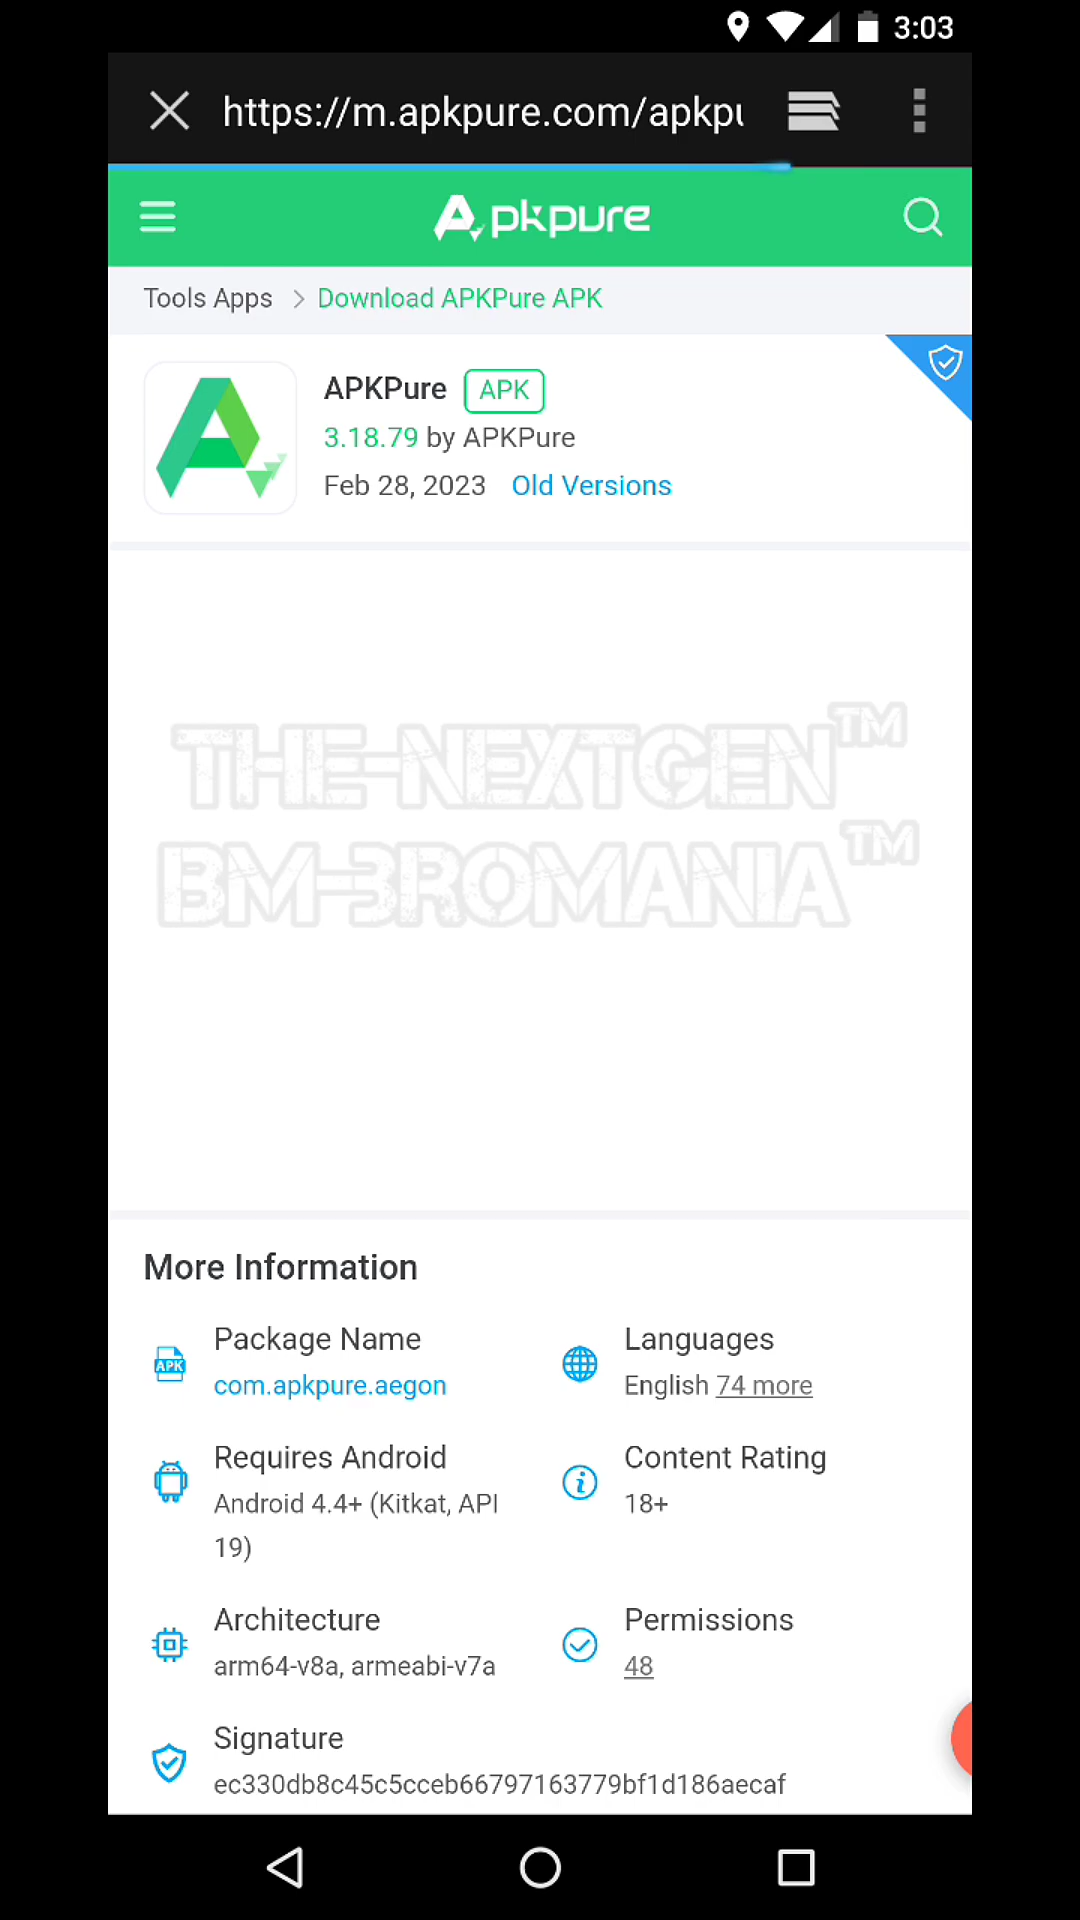 3:03
https://m.apkpure.com/apkpu
Apkpure
Tools Apps > Download APKPure APK
APKPure APK
3.18.79 by APKPure
Feb 28, 2023 Old Versions
THE-NEXTGEN™
BM-BROMANIA™
More Information
Package Name
com.apkpure.aegon
Languages
English 74 more
Requires Android
Android 4.4+ (Kitkat, API
19)
Content Rating
18+
Architecture
arm64-v8a, armeabi-v7a
Permissions
48
Signature
ec330db8c45c5cceb66797163779bf1d186aecaf